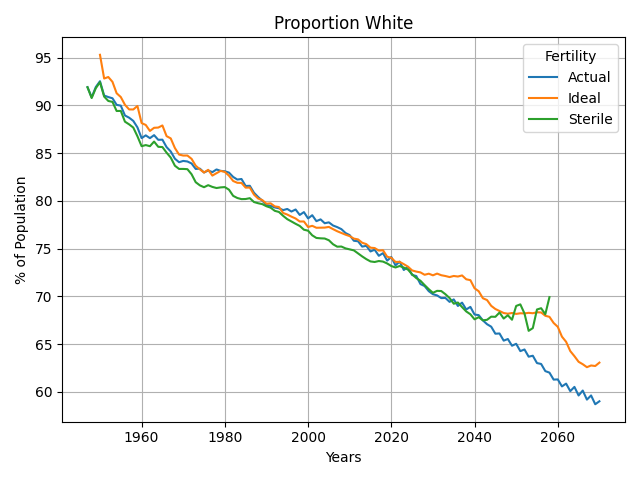 Proportion White
Fertility
Actual
Ideal
Sterile
95
90
85
80
75
70
65
60
% of Population
1960
1980
2000
2020
2040
2060
Years